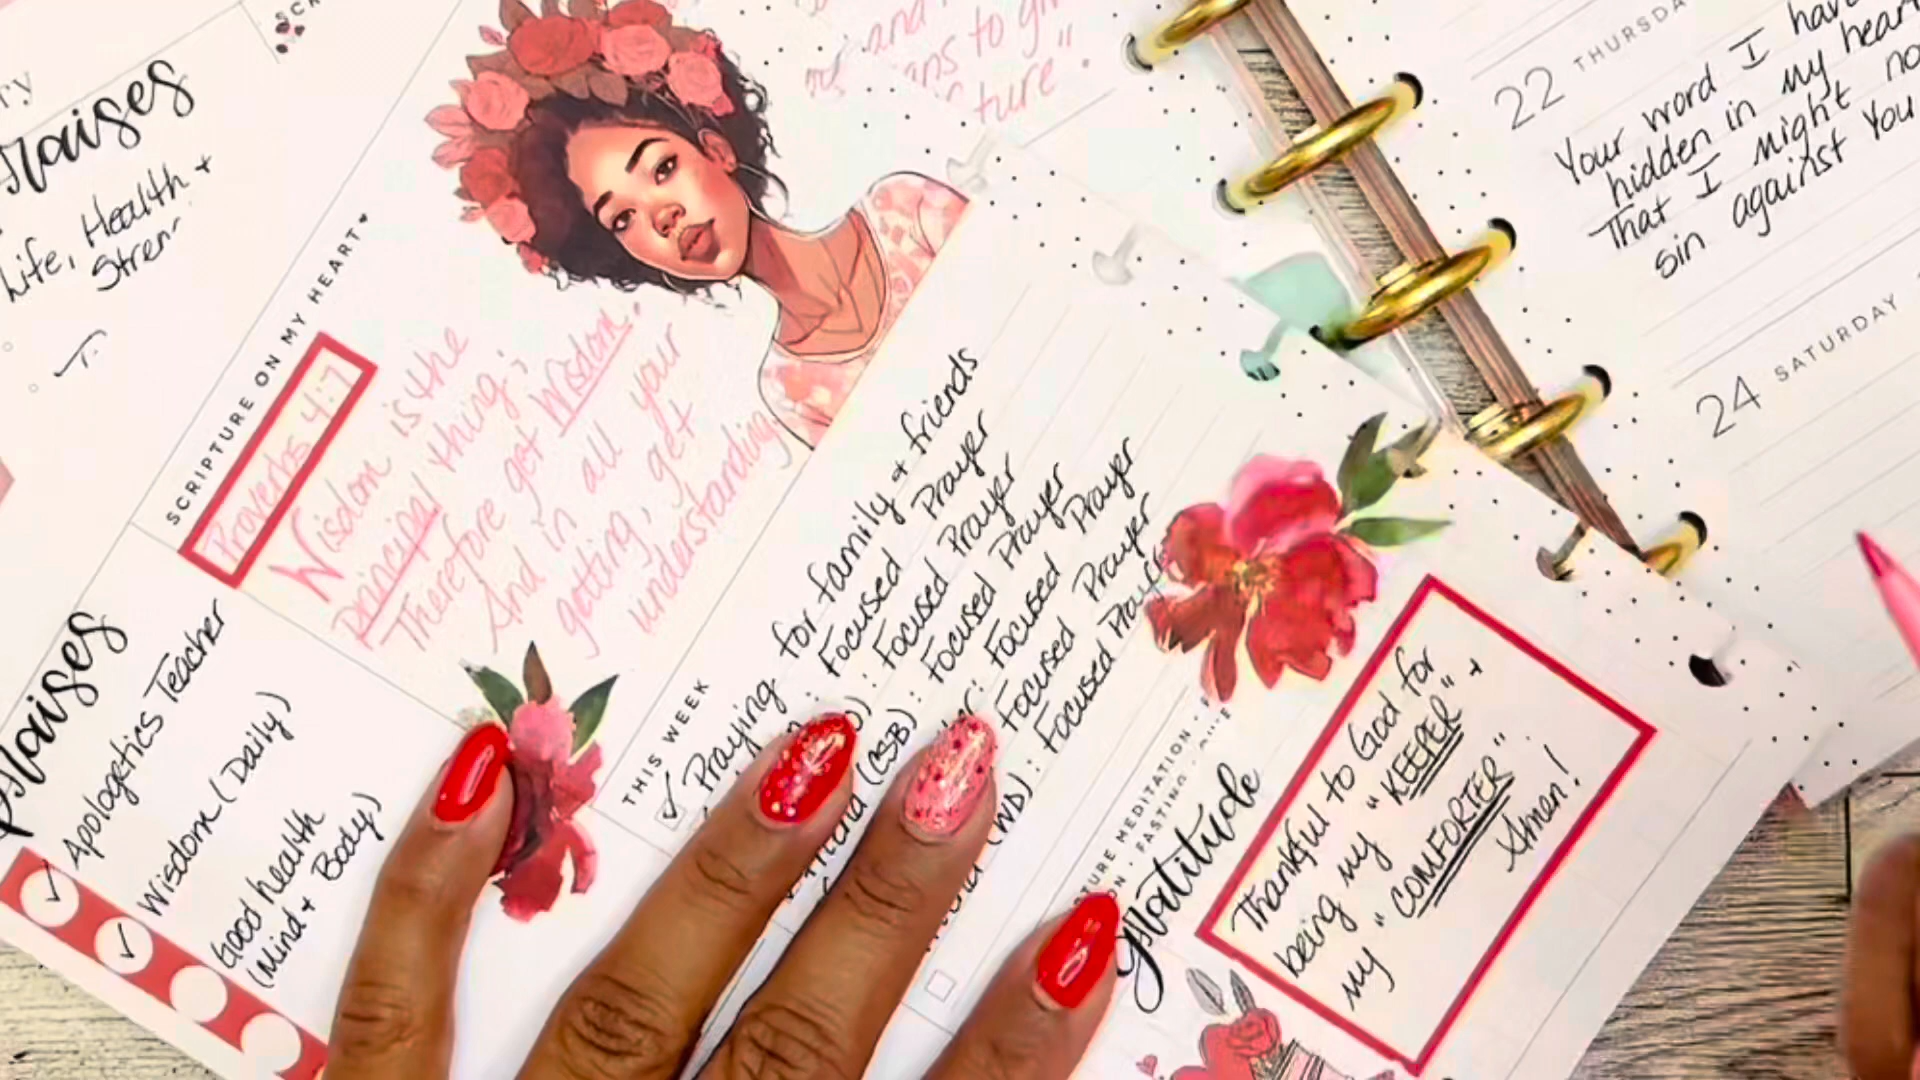 Praises
Life, Health +
SCRIPTURE ON MY HEART
Proverbs 4:7
Wisdom is the
principal thing;
Therefore get Wisdom.
And in all your
getting, get
understanding
Praises
Apologetics Teacher
Wisdom (Daily)
Good health
(Mind + Body)
THIS WEEK
Praying for family & friends
: Focused Prayer
: Focused Prayer
(CSB): Focused Prayer
: Focused Prayer
Focused Prayer
(WD): Focused Prayer
MEDITATION
FASTING
gratitude
Thankful to God for
being my "KEEPER" +
my "COMFORTER"
Amen!
22 THURSDAY
Your word I have
hidden in my heart
That I might not
sin against You
24 SATURDAY